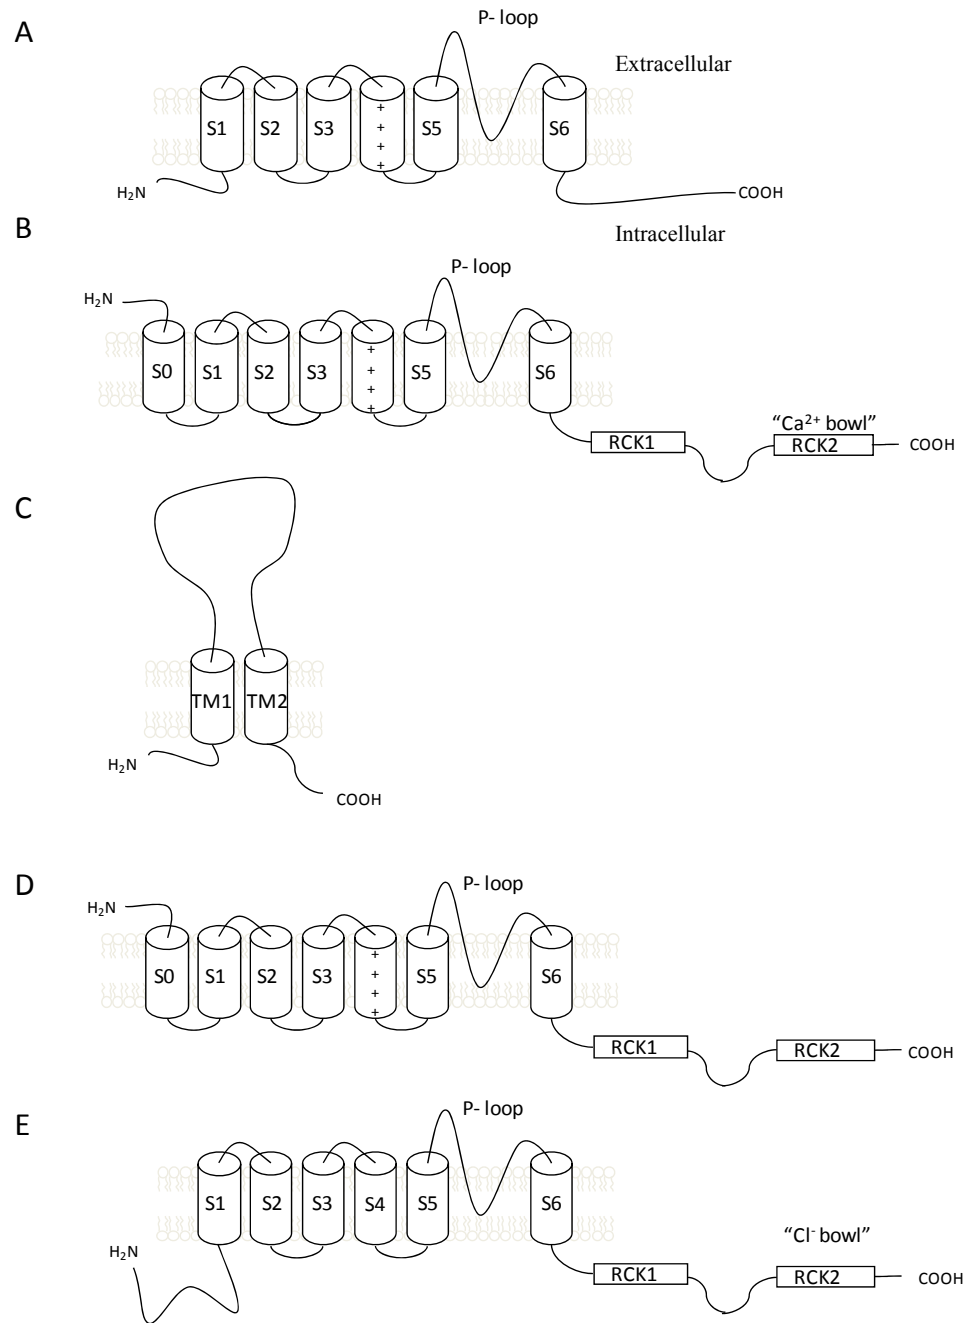 A
P- loop
Extracellular
S1 S2 S3 + + + + S5 S6
H₂N
COOH
B
Intracellular
P- loop
H₂N
S0 S1 S2 S3 + + + + S5 S6
"Ca²⁺ bowl"
RCK1 RCK2 COOH
C
TM1 TM2
H₂N
COOH
D
P- loop
H₂N
S0 S1 S2 S3 + + + + S5 S6
RCK1 RCK2 COOH
E
P- loop
S1 S2 S3 S4 S5 S6
"Cl⁻ bowl"
H₂N
RCK1 RCK2 COOH